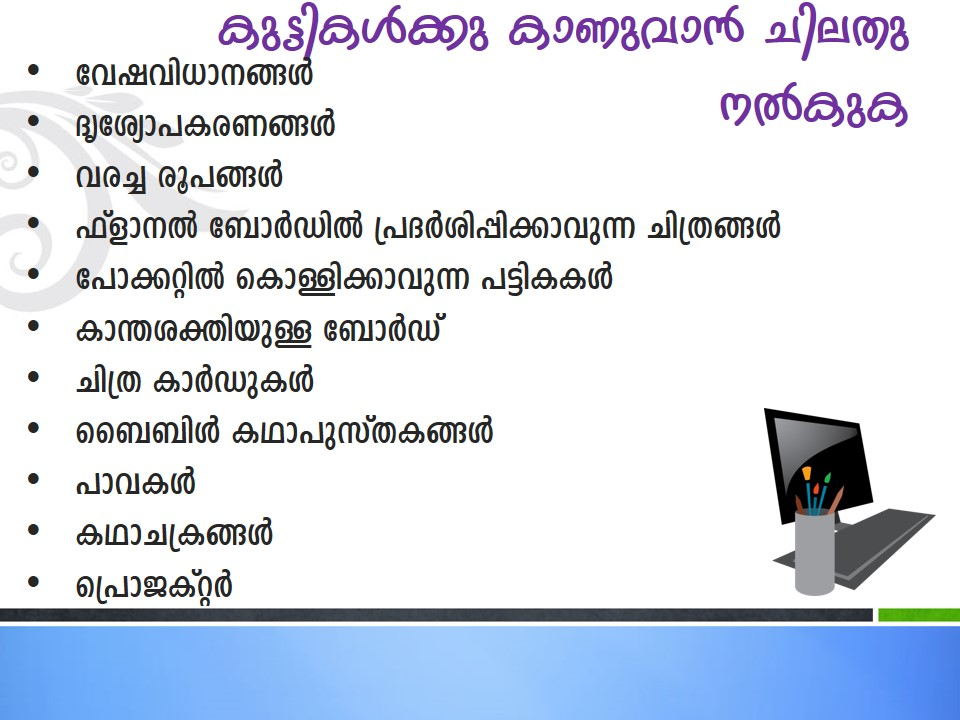 കുട്ടികൾക്കു കാണുവാൻ ചിലതു
നൽകുക
• വേഷവിധാനങ്ങൾ
• ദൃശ്യോപകരണങ്ങൾ
• വരച്ച രൂപങ്ങൾ
• ഫ്ളാനൽ ബോർഡിൽ പ്രദർശിപ്പിക്കാവുന്ന ചിത്രങ്ങൾ
• പോക്കറ്റിൽ കൊള്ളിക്കാവുന്ന പട്ടികകൾ
• കാന്തശക്തിയുള്ള ബോർഡ്
• ചിത്ര കാർഡുകൾ
• ബൈബിൾ കഥാപുസ്തകങ്ങൾ
• പാവകൾ
• കഥാചക്രങ്ങൾ
• പ്രൊജക്റ്റർ